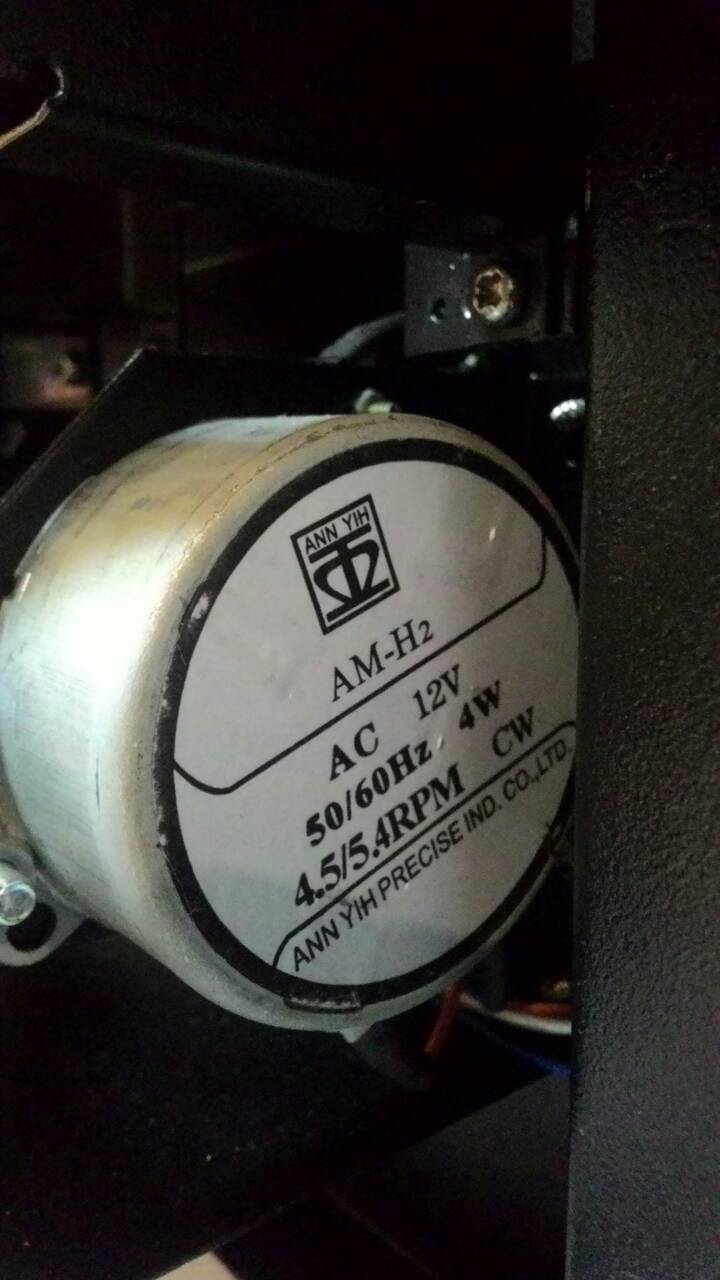 ANN YIH
AM-H2
AC 12V
50/60Hz 4W
4.5/5.4RPM CW
ANN YIH PRECISE IND. CO.,LTD.